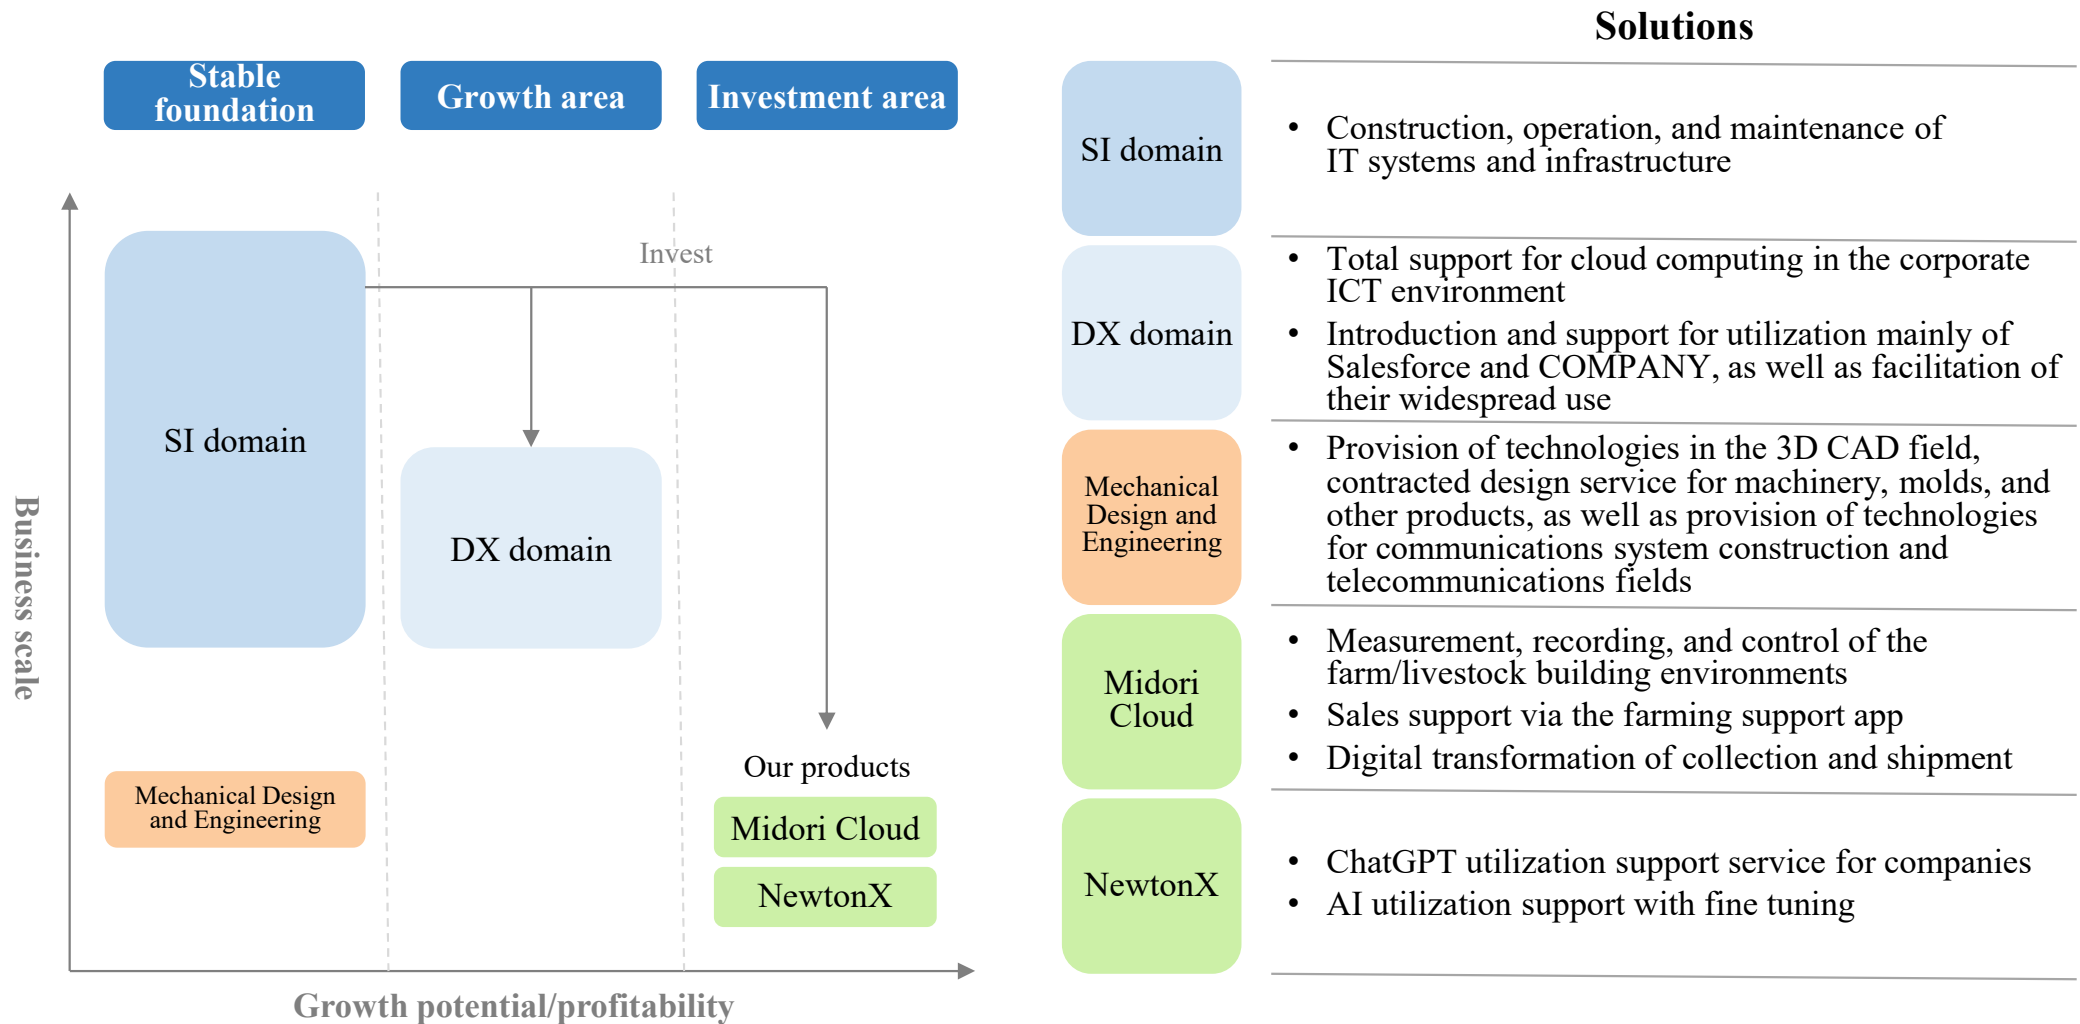 Stable
foundation
Growth area
Investment area
Business scale
Invest
SI domain
DX domain
Mechanical Design
and Engineering
Our products
Midori Cloud
NewtonX
Growth potential/profitability
Solutions
SI domain
• Construction, operation, and maintenance of
IT systems and infrastructure
DX domain
• Total support for cloud computing in the corporate
ICT environment
• Introduction and support for utilization mainly of
Salesforce and COMPANY, as well as facilitation of
their widespread use
Mechanical
Design and
Engineering
• Provision of technologies in the 3D CAD field,
contracted design service for machinery, molds, and
other products, as well as provision of technologies
for communications system construction and
telecommunications fields
Midori
Cloud
• Measurement, recording, and control of the
farm/livestock building environments
• Sales support via the farming support app
• Digital transformation of collection and shipment
NewtonX
• ChatGPT utilization support service for companies
• AI utilization support with fine tuning